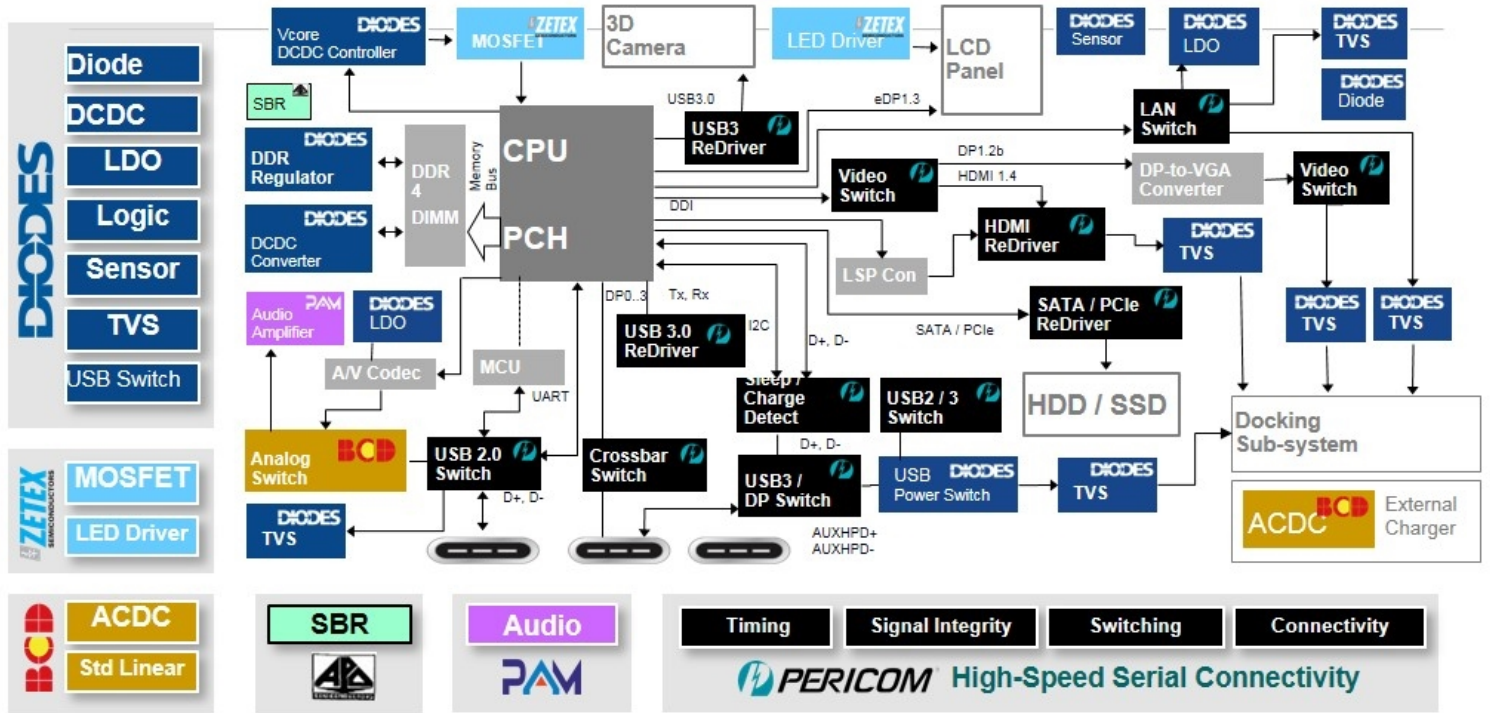 DIODES
Diode
DCDC
LDO
Logic
Sensor
TVS
USB Switch
ZETEX
SEMICONDUCTORS
MOSFET
LED Driver
BCD
ACDC
Std Linear
Vcore
DIODES
DCDC Controller
ZETEX
MOSFET
3D
Camera
ZETEX
LED Driver
LCD
Panel
DIODES
Sensor
DIODES
LDO
DIODES
TVS
DIODES
Diode
SBR
DIODES
DDR
Regulator
DIODES
DCDC
Converter
DDR
4
DIMM
Memory
Bus
CPU
PCH
USB3.0
USB3
ReDriver
eDP1.3
LAN
Switch
Video
Switch
DP1.2b
HDMI 1.4
DP-to-VGA
Converter
Video
Switch
DDI
HDMI
ReDriver
LSP Con
DIODES
TVS
DIODES
TVS
DIODES
TVS
PAM
Audio
Amplifier
DIODES
LDO
A/V Codec
MCU
UART
DP0..3
Tx, Rx
USB 3.0
ReDriver
I2C
D+, D-
SATA / PCIe
SATA / PCIe
ReDriver
HDD / SSD
Sleep /
Charge
Detect
USB2 / 3
Switch
D+, D-
BCD
Analog
Switch
USB 2.0
Switch
D+, D-
Crossbar
Switch
USB3 /
DP Switch
DIODES
USB
Power Switch
DIODES
TVS
Docking
Sub-system
BCD
ACDC
External
Charger
DIODES
TVS
AUXHPD+
AUXHPD-
SBR
APD
Audio
PAM
Timing
Signal Integrity
Switching
Connectivity
PERICOM High-Speed Serial Connectivity